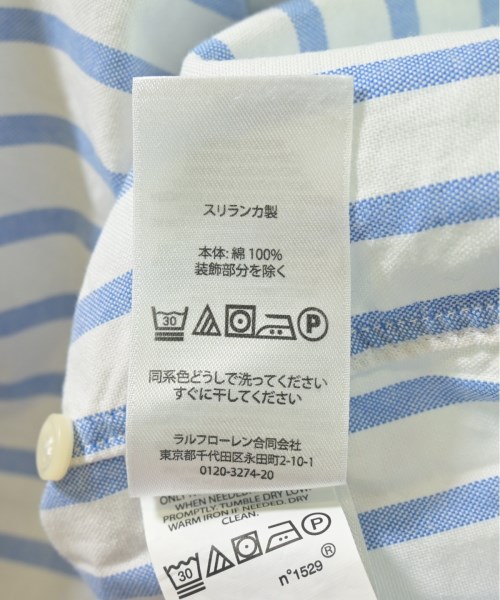 スリランカ製
本体: 綿 100%
装飾部分を除く
30
P
同系色どうしで洗ってください
すぐに干してください
ラルフローレン合同会社
東京都千代田区永田町2-10-1
0120-3274-20
WHEN NEEDED
PROMPTLY TUMBLE DRY LOW
WARM IRON IF NEEDED. DRY
CLEAN.
30
P
n°1529 ®